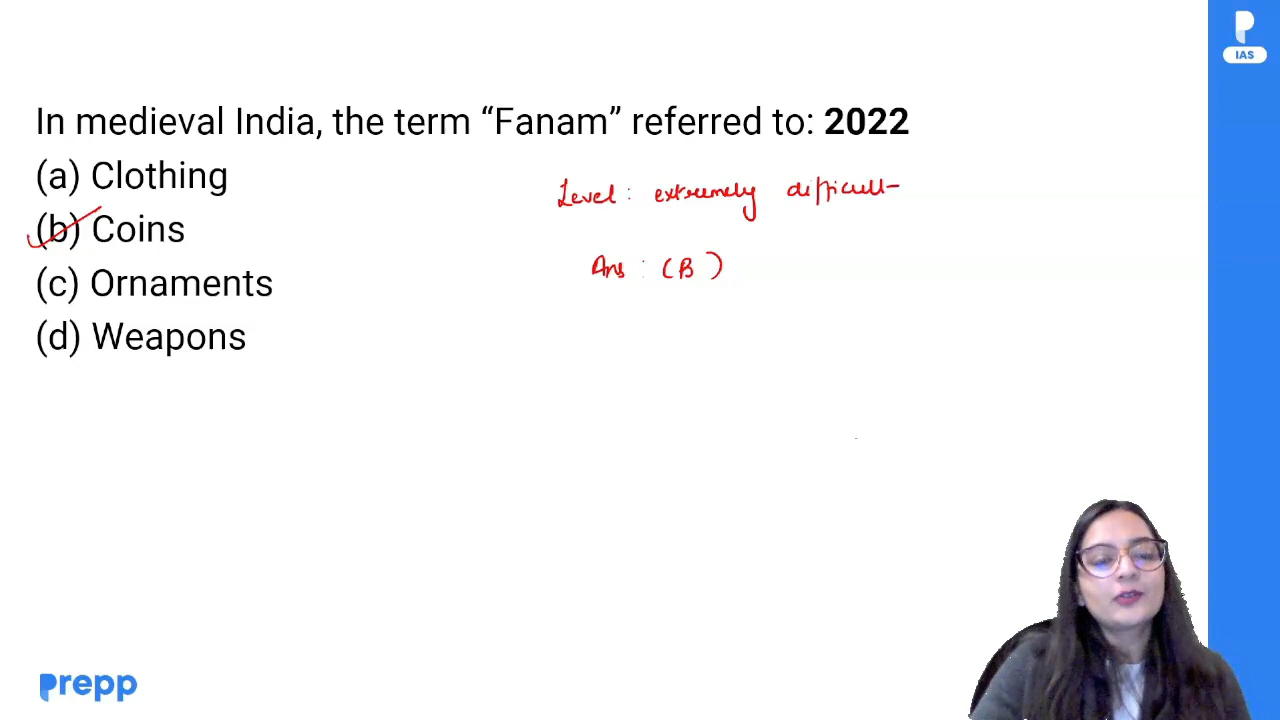 IAS
In medieval India, the term “Fanam” referred to: 2022
(a) Clothing
Level : extremely difficult
(b) Coins
Ans : (B)
(c) Ornaments
(d) Weapons
prepp